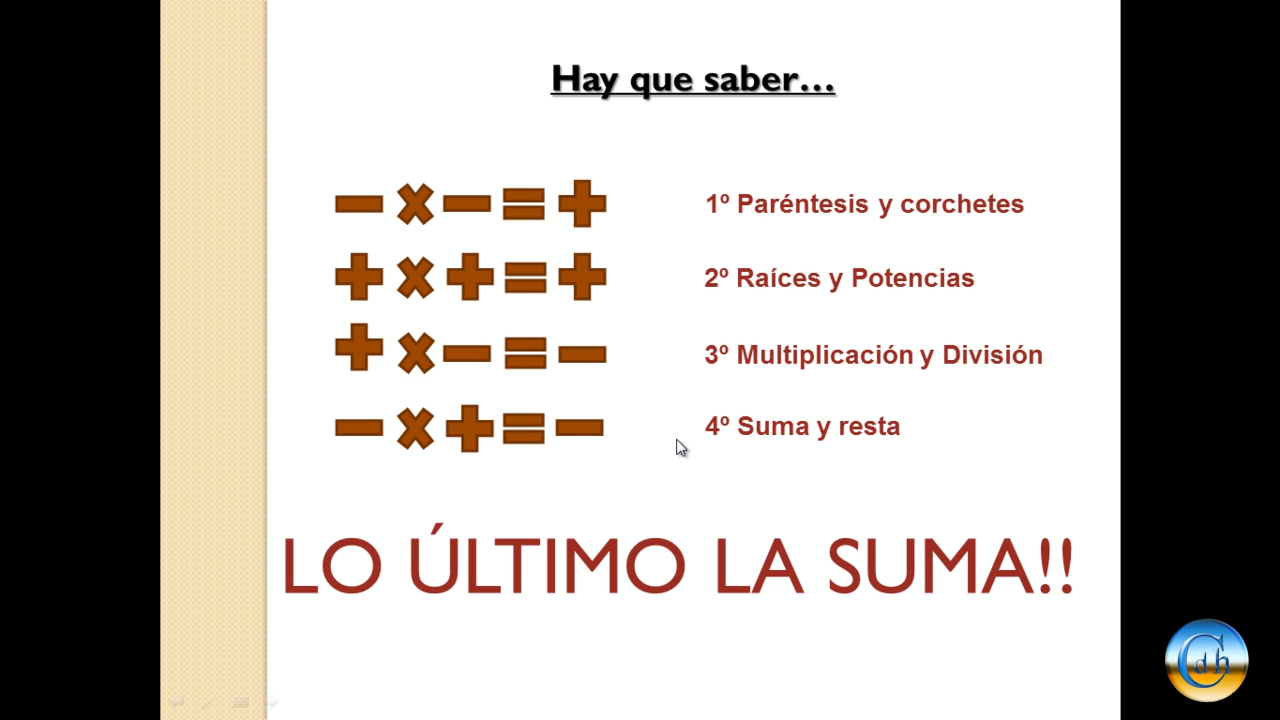 Hay que saber...
− × − = +
1º Paréntesis y corchetes
+ × + = +
2º Raíces y Potencias
+ × − = −
3º Multiplicación y División
− × + = −
4º Suma y resta
LO ÚLTIMO LA SUMA!!
Cdh